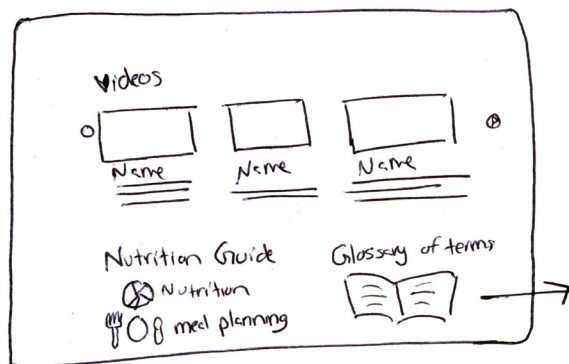 Videos
Name Name Name
Nutrition Guide
Nutrition
meal planning
Glossary of terms